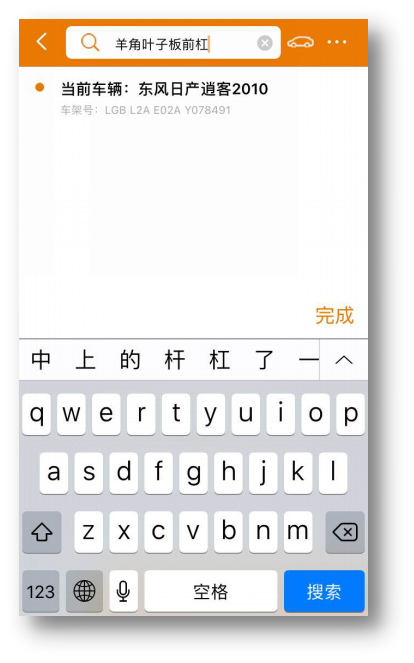 羊角叶子板前杠
当前车辆：东风日产逍客2010
车架号：LGB L2A E02A Y078491
完成
中 上 的 杆 杠 了 一
q w e r t y u i o p
a s d f g h j k l
z x c v b n m
123 空格 搜索